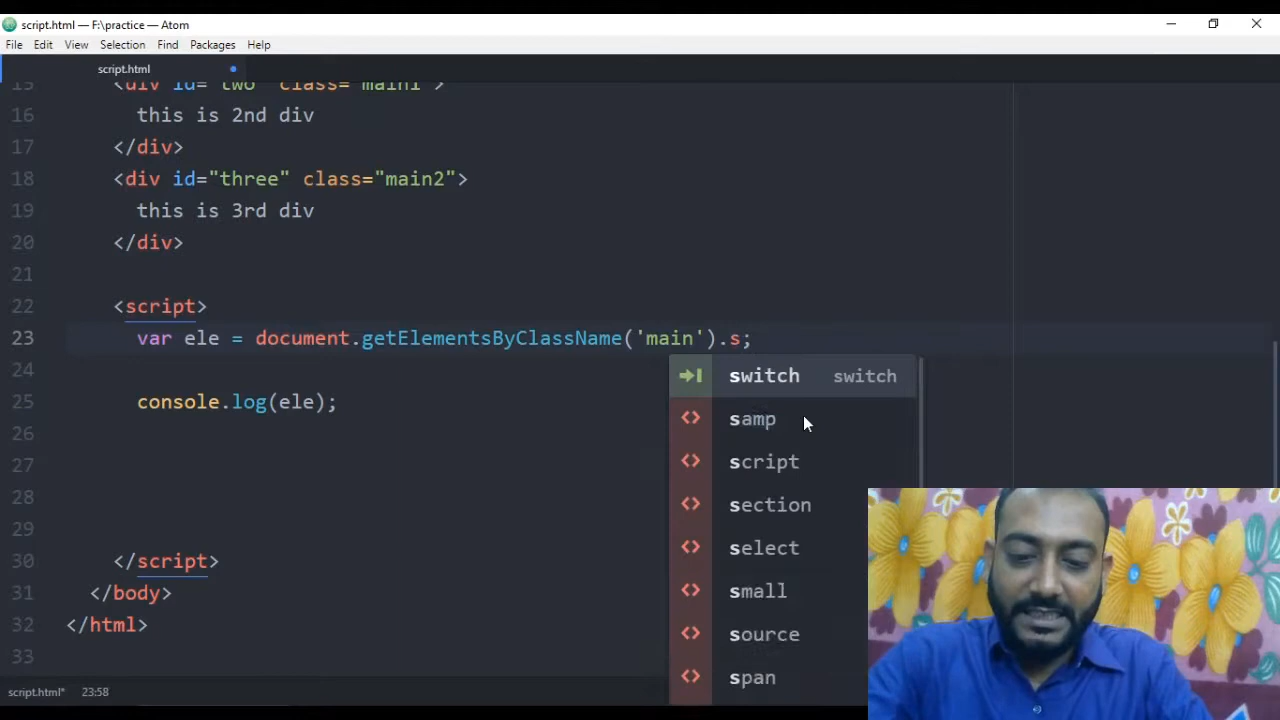 script.html — F:\practice — Atom
File Edit View Selection Find Packages Help
script.html
15 <div id="two" class="main1">
16 this is 2nd div
17 </div>
18 <div id="three" class="main2">
19 this is 3rd div
20 </div>
21
22 <script>
23 var ele = document.getElementsByClassName('main').s;
24
switch switch
25 console.log(ele);
samp
26
27
script
28
section
29
select
30 </script>
31 </body>
small
32 </html>
source
33
span
script.html* 23:58